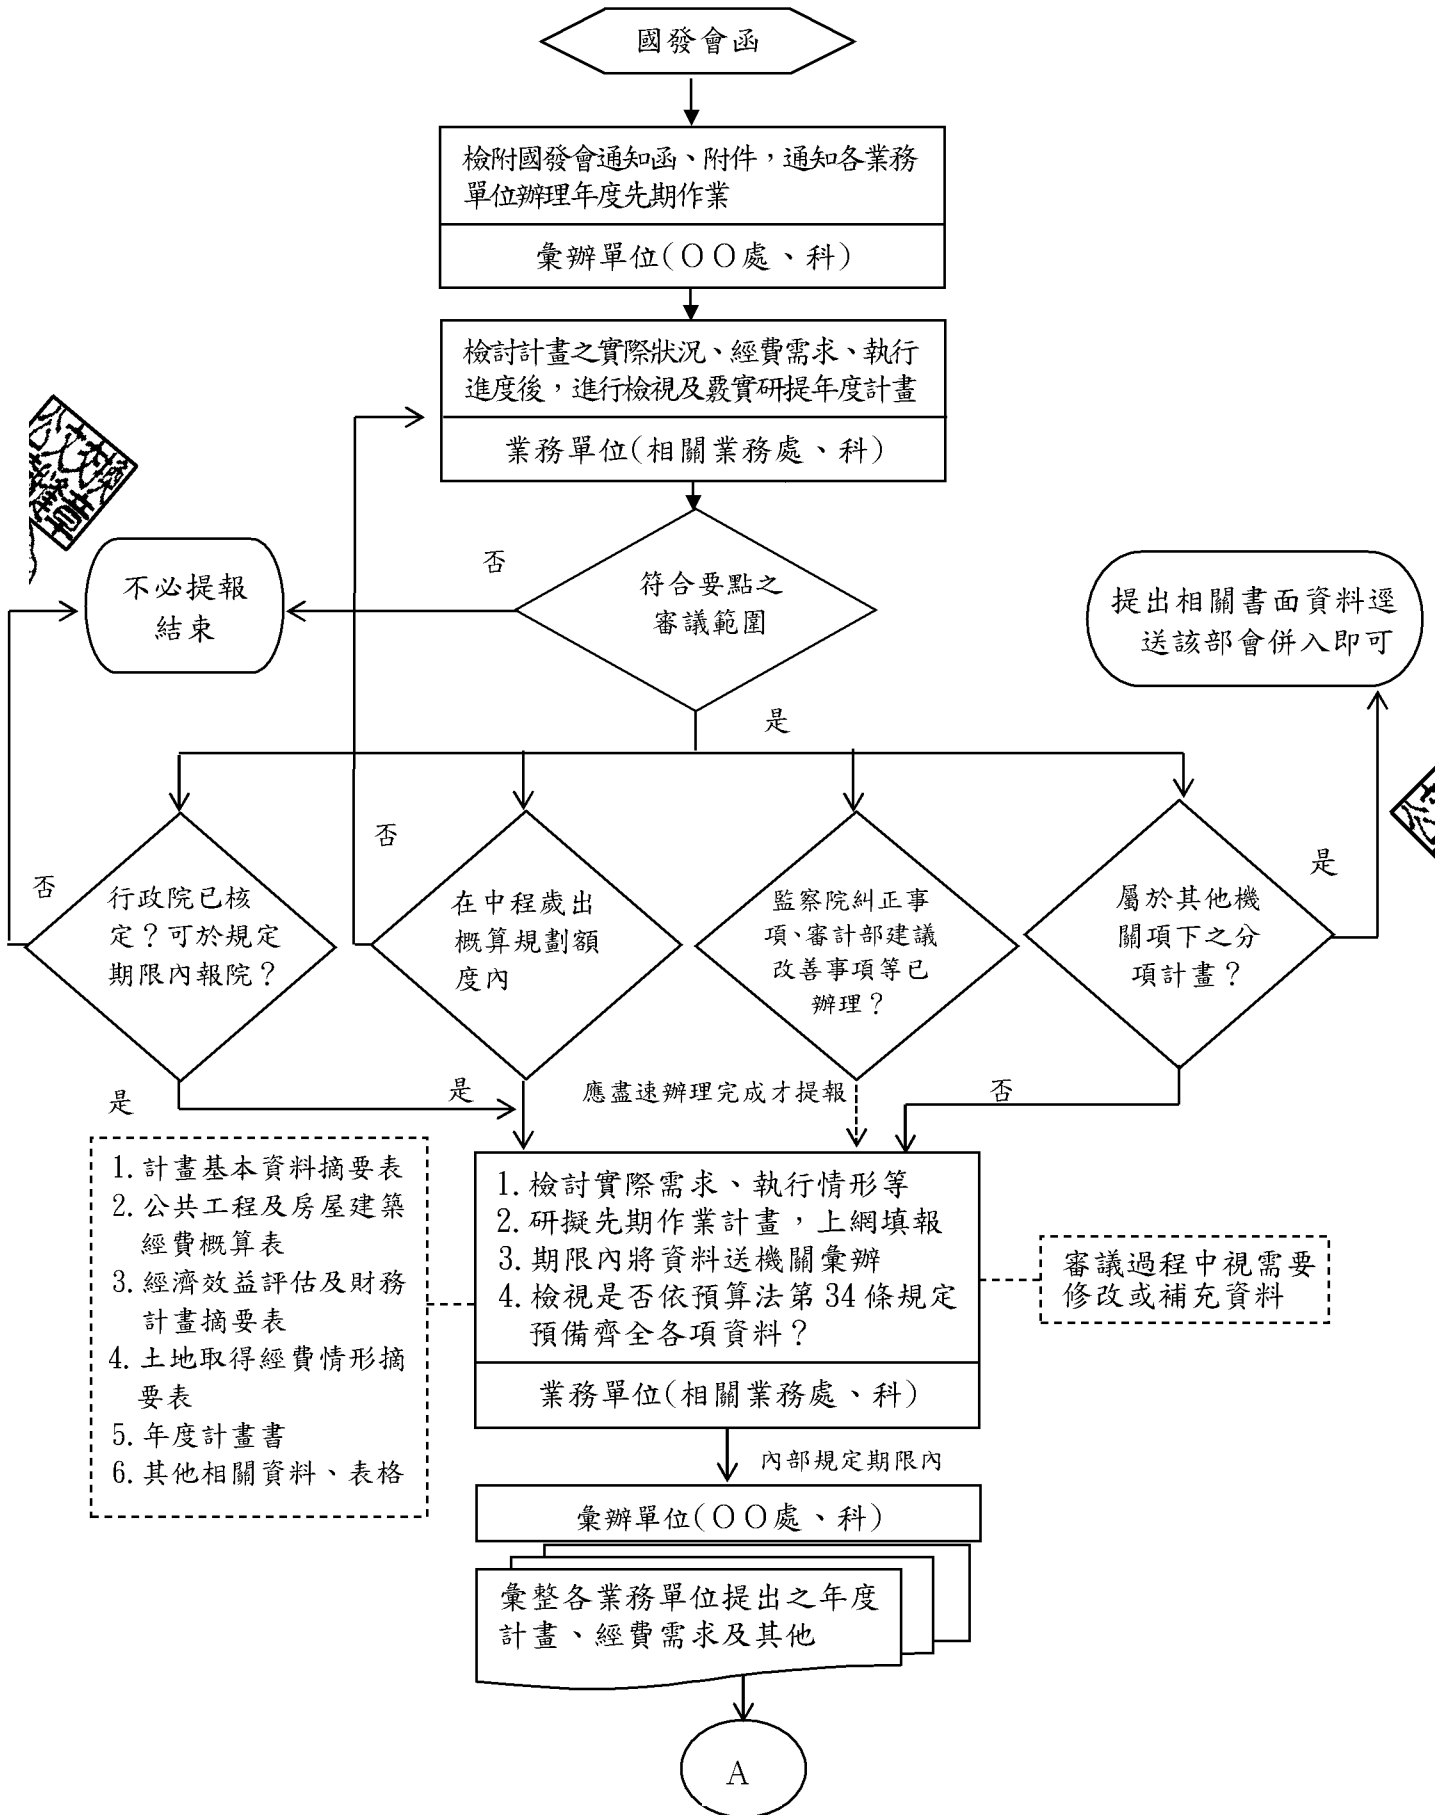 國發會函
檢附國發會通知函、附件，通知各業務
單位辦理年度先期作業
彙辦單位(○○處、科)
檢討計畫之實際狀況、經費需求、執行
進度後，進行檢視及覈實研提年度計畫
業務單位(相關業務處、科)
否
不必提報
結束
符合要點之
審議範圍
提出相關書面資料逕
送該部會併入即可
是
否
行政院已核
定？可於規定
期限內報院？
否
在中程歲出
概算規劃額
度內
監察院糾正事
項、審計部建議
改善事項等已
辦理？
屬於其他機
關項下之分
項計畫？
是
是
是
應盡速辦理完成才提報
否
1.計畫基本資料摘要表
2.公共工程及房屋建築
經費概算表
3.經濟效益評估及財務
計畫摘要表
4.土地取得經費情形摘
要表
5.年度計畫書
6.其他相關資料、表格
1.檢討實際需求、執行情形等
2.研擬先期作業計畫，上網填報
3.期限內將資料送機關彙辦
4.檢視是否依預算法第 34 條規定
預備齊全各項資料？
業務單位(相關業務處、科)
審議過程中視需要
修改或補充資料
內部規定期限內
彙辦單位(○○處、科)
彙整各業務單位提出之年度
計畫、經費需求及其他
A